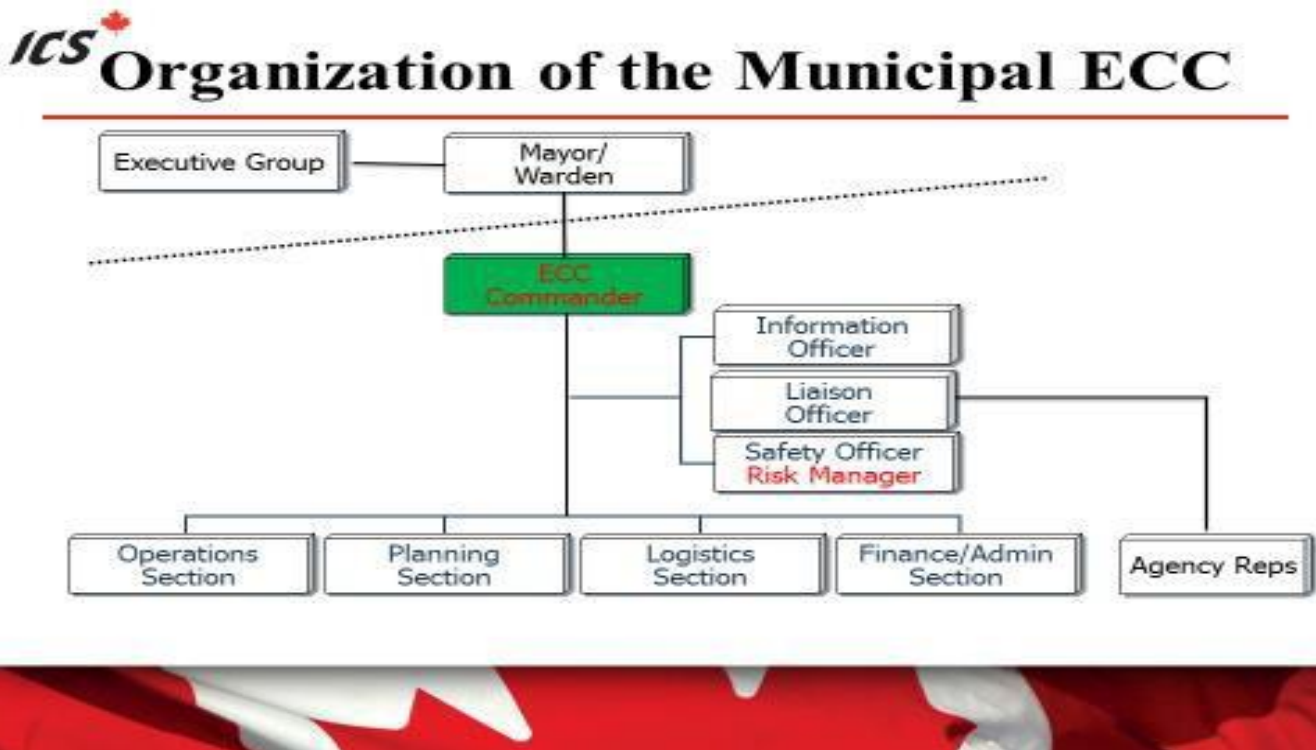 ICS
Organization of the Municipal ECC
Executive Group
Mayor/
Warden
ECC
Commander
Information
Officer
Liaison
Officer
Safety Officer
Risk Manager
Operations
Section
Planning
Section
Logistics
Section
Finance/Admin
Section
Agency Reps